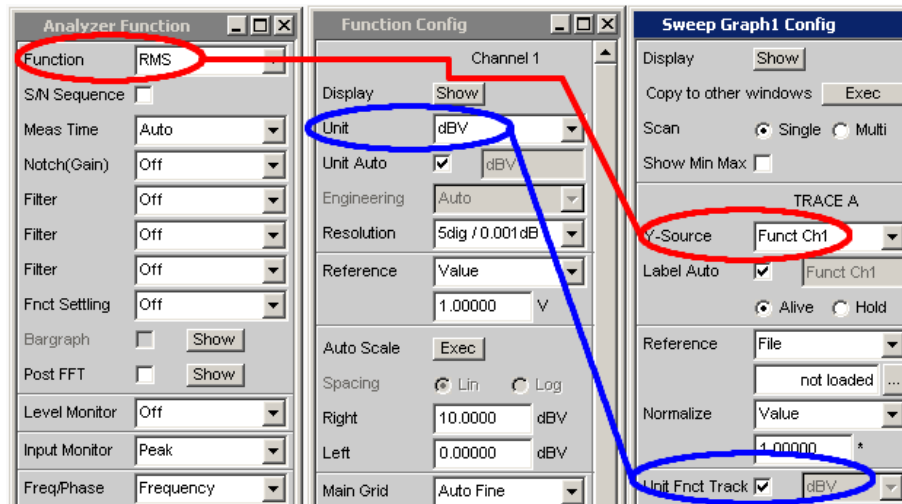 Analyzer Function
Function RMS
S/N Sequence
Meas Time Auto
Notch(Gain) Off
Filter Off
Filter Off
Filter Off
Fnct Settling Off
Bargraph Show
Post FFT Show
Level Monitor Off
Input Monitor Peak
Freq/Phase Frequency
Function Config
Channel 1
Display Show
Unit dBV
Unit Auto dBV
Engineering Auto
Resolution 5dig / 0.001dB
Reference Value
1.00000 V
Auto Scale Exec
Spacing Lin Log
Right 10.0000 dBV
Left 0.00000 dBV
Main Grid Auto Fine
Sweep Graph1 Config
Display Show
Copy to other windows Exec
Scan Single Multi
Show Min Max
TRACE A
Y-Source Funct Ch1
Label Auto Funct Ch1
Alive Hold
Reference File
not loaded ...
Normalize Value
1.00000 *
Unit Fnct Track dBV